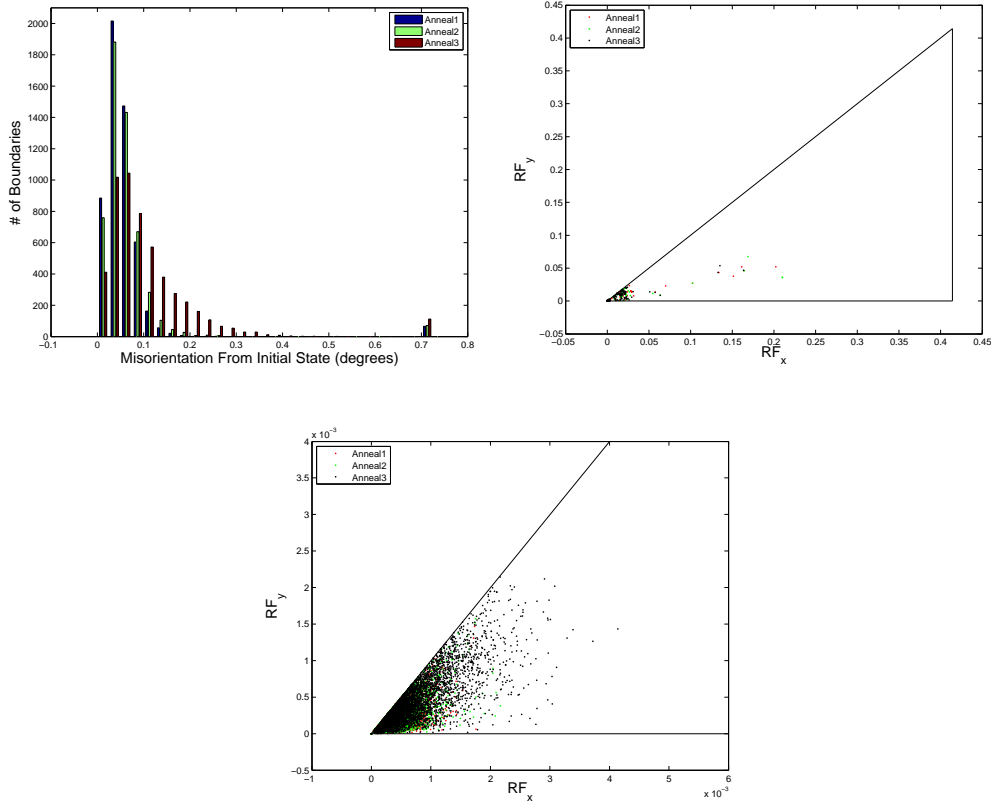 2000
1800
1600
1400
1200
1000
800
600
400
200
0
−0.1 0 0.1 0.2 0.3 0.4 0.5 0.6 0.7 0.8
# of Boundaries
Misorientation From Initial State (degrees)
Anneal1
Anneal2
Anneal3
0.45
0.4
0.35
0.3
0.25
0.2
0.15
0.1
0.05
0
−0.05
−0.05 0 0.05 0.1 0.15 0.2 0.25 0.3 0.35 0.4 0.45
RFy
RFx
Anneal1
Anneal2
Anneal3
x 10−3
4
3.5
3
2.5
2
1.5
1
0.5
0
−0.5
−1 0 1 2 3 4 5 6
x 10−3
RFy
RFx
Anneal1
Anneal2
Anneal3